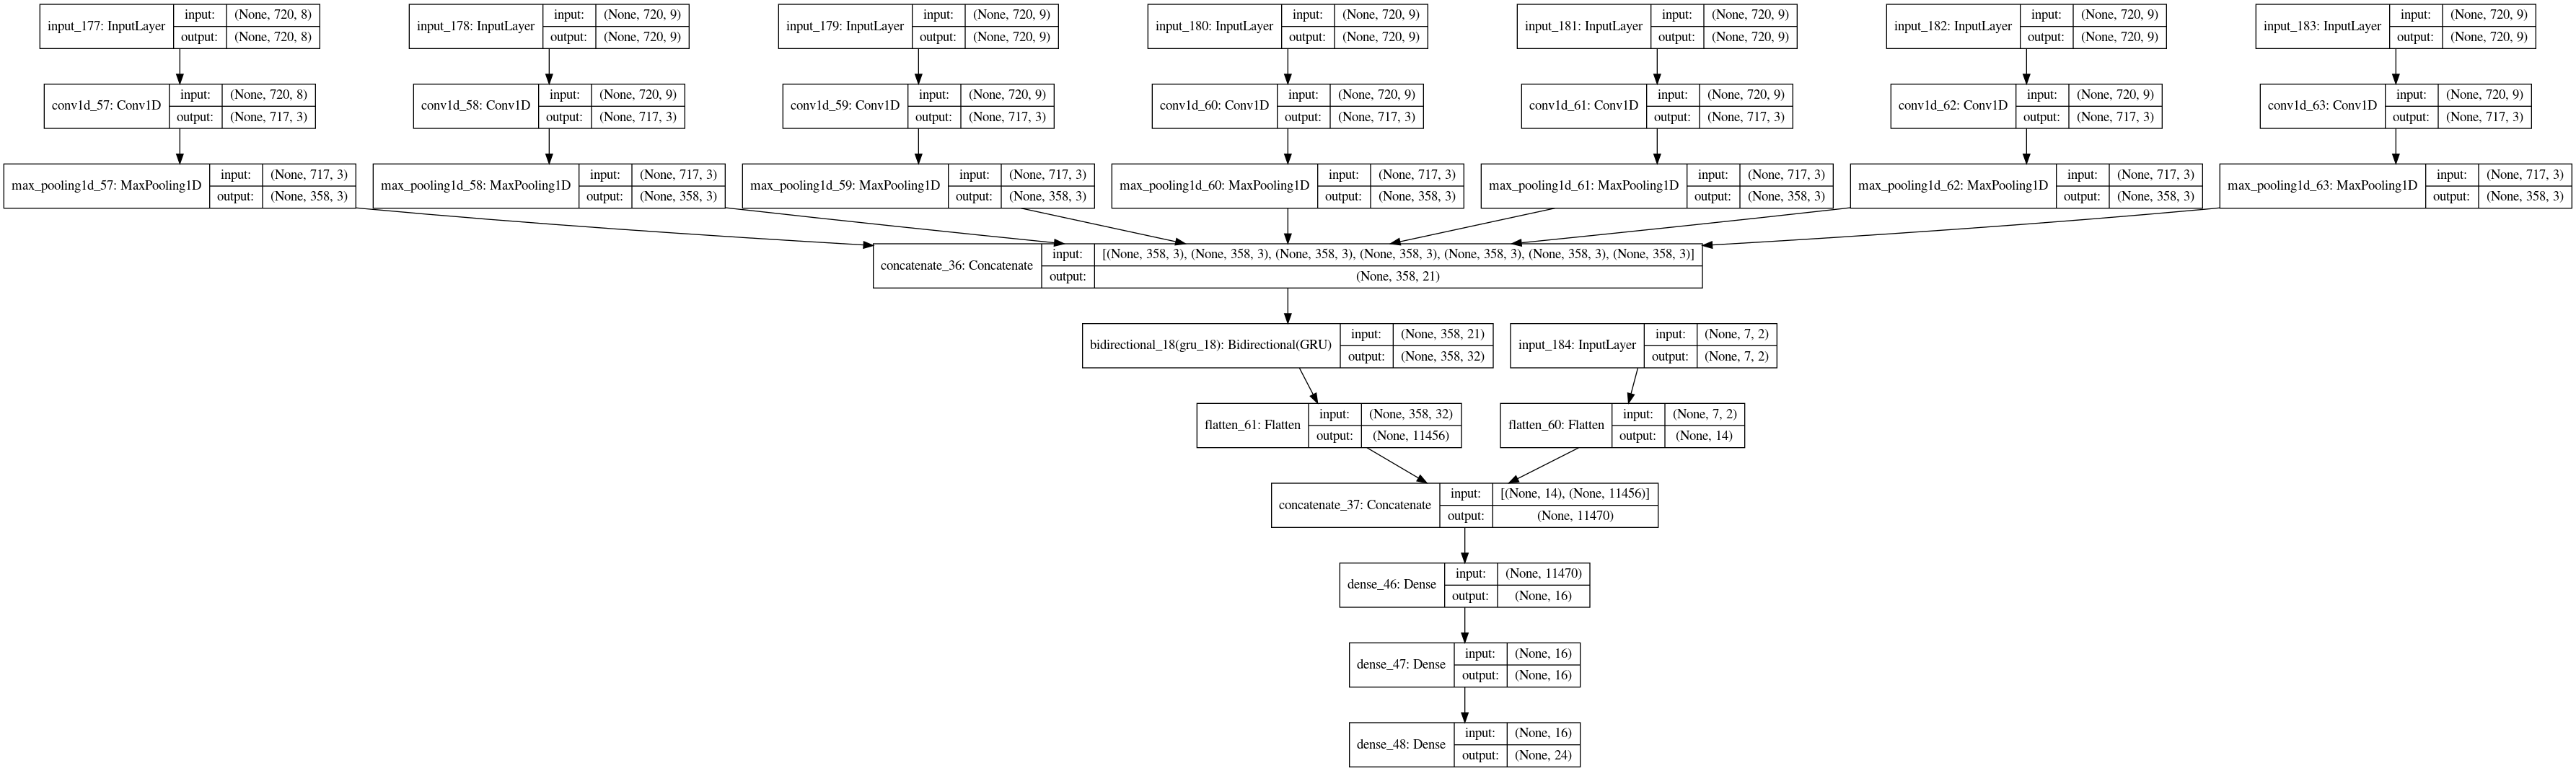 input_177: InputLayer input: (None, 720, 8) output: (None, 720, 8)
input_178: InputLayer input: (None, 720, 9) output: (None, 720, 9)
input_179: InputLayer input: (None, 720, 9) output: (None, 720, 9)
input_180: InputLayer input: (None, 720, 9) output: (None, 720, 9)
input_181: InputLayer input: (None, 720, 9) output: (None, 720, 9)
input_182: InputLayer input: (None, 720, 9) output: (None, 720, 9)
input_183: InputLayer input: (None, 720, 9) output: (None, 720, 9)
conv1d_57: Conv1D input: (None, 720, 8) output: (None, 717, 3)
conv1d_58: Conv1D input: (None, 720, 9) output: (None, 717, 3)
conv1d_59: Conv1D input: (None, 720, 9) output: (None, 717, 3)
conv1d_60: Conv1D input: (None, 720, 9) output: (None, 717, 3)
conv1d_61: Conv1D input: (None, 720, 9) output: (None, 717, 3)
conv1d_62: Conv1D input: (None, 720, 9) output: (None, 717, 3)
conv1d_63: Conv1D input: (None, 720, 9) output: (None, 717, 3)
max_pooling1d_57: MaxPooling1D input: (None, 717, 3) output: (None, 358, 3)
max_pooling1d_58: MaxPooling1D input: (None, 717, 3) output: (None, 358, 3)
max_pooling1d_59: MaxPooling1D input: (None, 717, 3) output: (None, 358, 3)
max_pooling1d_60: MaxPooling1D input: (None, 717, 3) output: (None, 358, 3)
max_pooling1d_61: MaxPooling1D input: (None, 717, 3) output: (None, 358, 3)
max_pooling1d_62: MaxPooling1D input: (None, 717, 3) output: (None, 358, 3)
max_pooling1d_63: MaxPooling1D input: (None, 717, 3) output: (None, 358, 3)
concatenate_36: Concatenate input: [(None, 358, 3), (None, 358, 3), (None, 358, 3), (None, 358, 3), (None, 358, 3), (None, 358, 3), (None, 358, 3)] output: (None, 358, 21)
bidirectional_18(gru_18): Bidirectional(GRU) input: (None, 358, 21) output: (None, 358, 32)
input_184: InputLayer input: (None, 7, 2) output: (None, 7, 2)
flatten_61: Flatten input: (None, 358, 32) output: (None, 11456)
flatten_60: Flatten input: (None, 7, 2) output: (None, 14)
concatenate_37: Concatenate input: [(None, 14), (None, 11456)] output: (None, 11470)
dense_46: Dense input: (None, 11470) output: (None, 16)
dense_47: Dense input: (None, 16) output: (None, 16)
dense_48: Dense input: (None, 16) output: (None, 24)